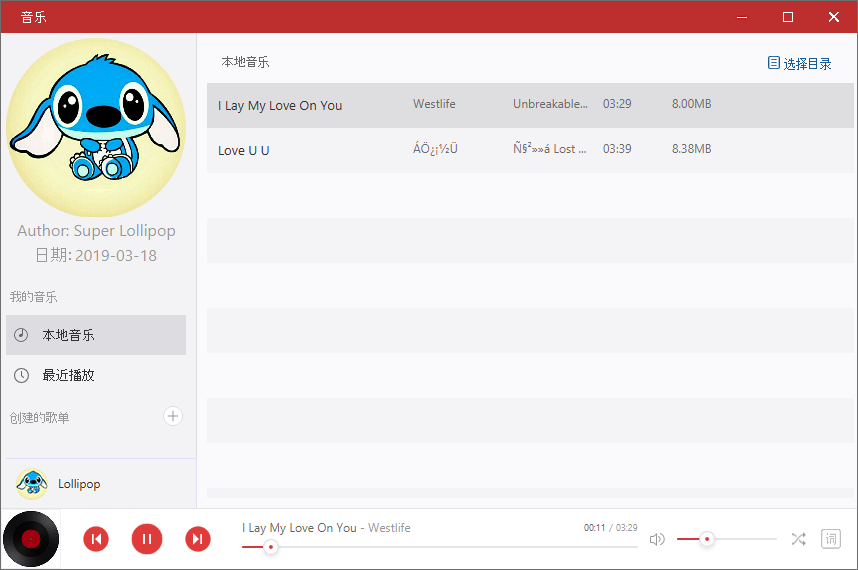 音乐
Author: Super Lollipop
日期: 2019-03-18
我的音乐
本地音乐
最近播放
创建的歌单
Lollipop
本地音乐
选择目录
I Lay My Love On You Westlife Unbreakable... 03:29 8.00MB
Love U U ÁÖ¿¡½Ü Ñ§²»»á Lost ... 03:39 8.38MB
I Lay My Love On You - Westlife
00:11 / 03:29
词